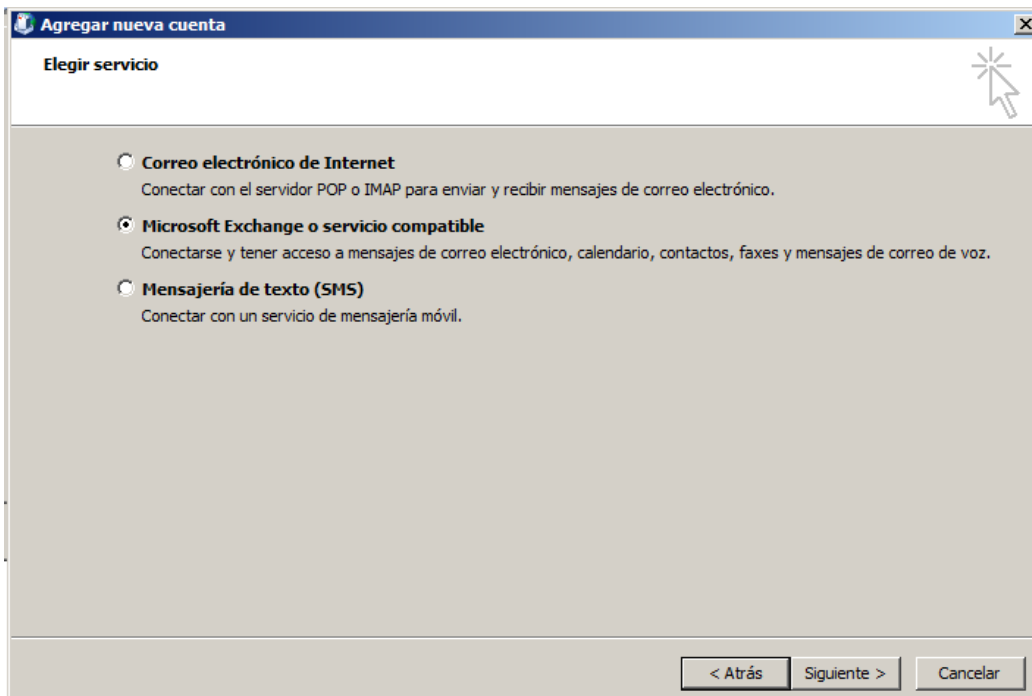 Agregar nueva cuenta
Elegir servicio
Correo electrónico de Internet
Conectar con el servidor POP o IMAP para enviar y recibir mensajes de correo electrónico.
Microsoft Exchange o servicio compatible
Conectarse y tener acceso a mensajes de correo electrónico, calendario, contactos, faxes y mensajes de correo de voz.
Mensajería de texto (SMS)
Conectar con un servicio de mensajería móvil.
< Atrás Siguiente > Cancelar